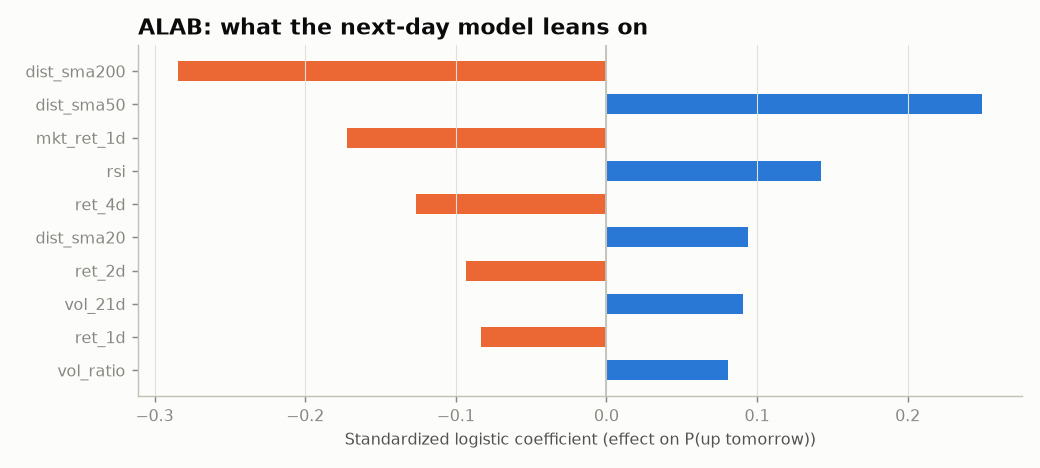 ALAB: what the next-day model leans on
dist_sma200
dist_sma50
mkt_ret_1d
rsi
ret_4d
dist_sma20
ret_2d
vol_21d
ret_1d
vol_ratio
−0.3 −0.2 −0.1 0.0 0.1 0.2
Standardized logistic coefficient (effect on P(up tomorrow))